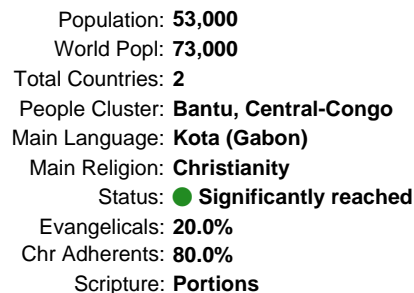 Population: 53,000
World Popl: 73,000
Total Countries: 2
People Cluster: Bantu, Central-Congo
Main Language: Kota (Gabon)
Main Religion: Christianity
Status: Significantly reached
Evangelicals: 20.0%
Chr Adherents: 80.0%
Scripture: Portions